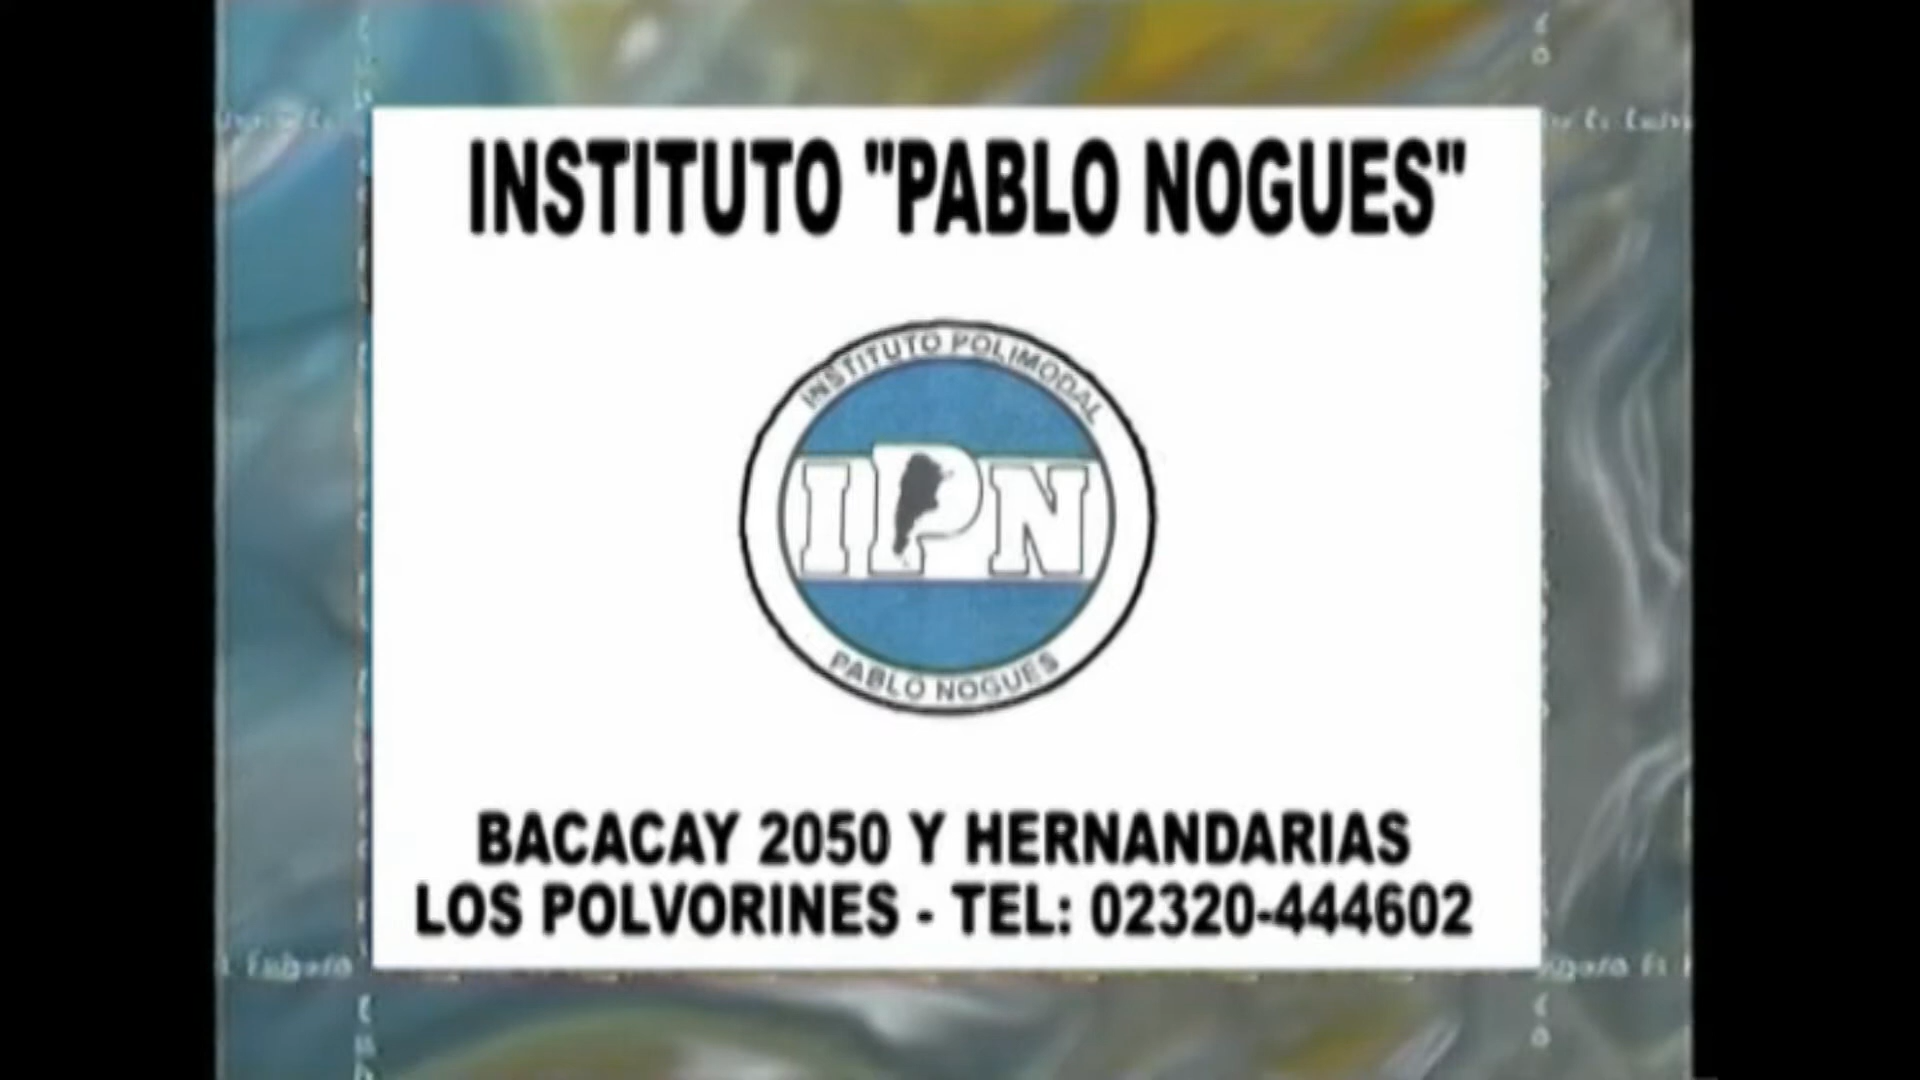 INSTITUTO "PABLO NOGUES"
INSTITUTO POLIMODAL
IPN
PABLO NOGUES
BACACAY 2050 Y HERNANDARIAS
LOS POLVORINES - TEL: 02320-444602